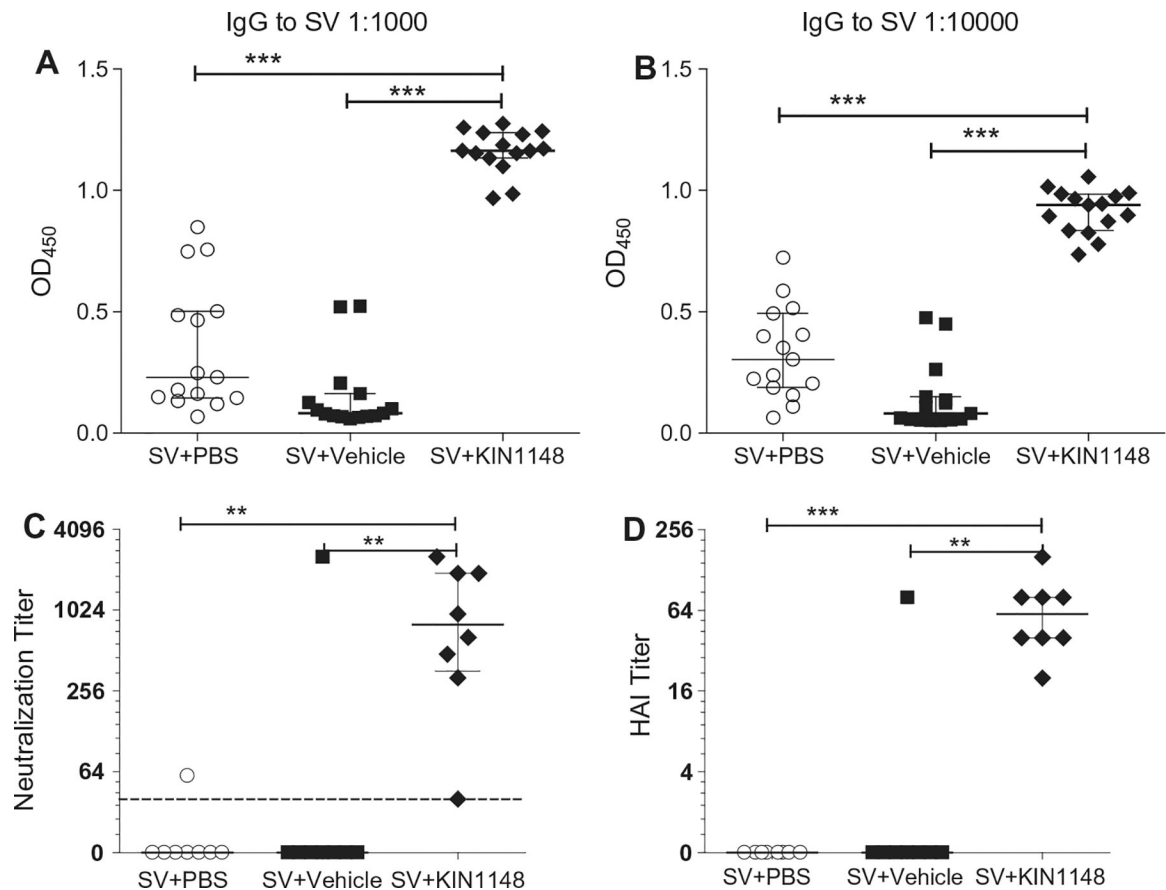 IgG to SV 1:1000
A
***
***
1.5
1.0
0.5
0.0
OD450
SV+PBS SV+Vehicle SV+KIN1148
IgG to SV 1:10000
B
***
***
1.5
1.0
0.5
0.0
OD450
SV+PBS SV+Vehicle SV+KIN1148
C
**
**
4096
1024
256
64
0
Neutralization Titer
SV+PBS SV+Vehicle SV+KIN1148
D
***
**
256
64
16
4
0
HAI Titer
SV+PBS SV+Vehicle SV+KIN1148